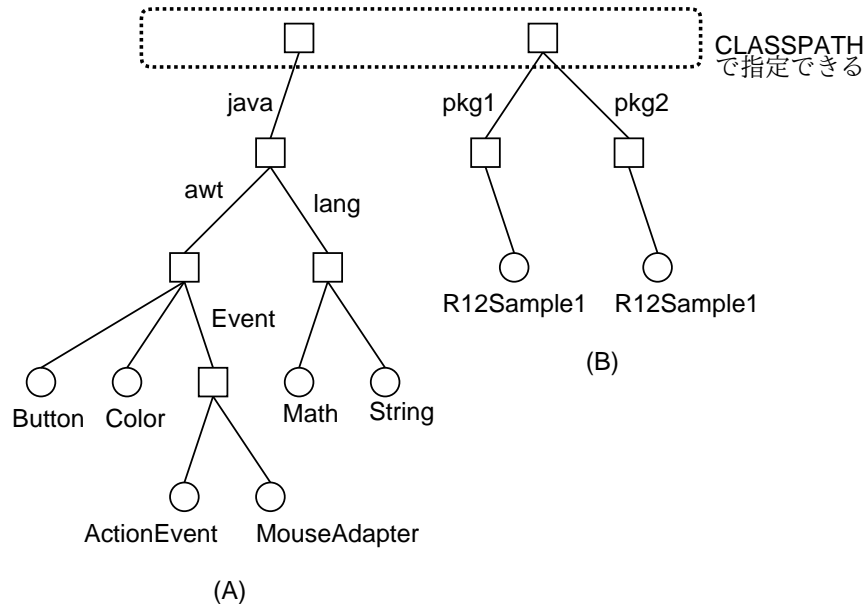 CLASSPATH
で指定できる
java
pkg1
pkg2
awt
lang
Event
R12Sample1
R12Sample1
(B)
Button
Color
Math
String
ActionEvent
MouseAdapter
(A)